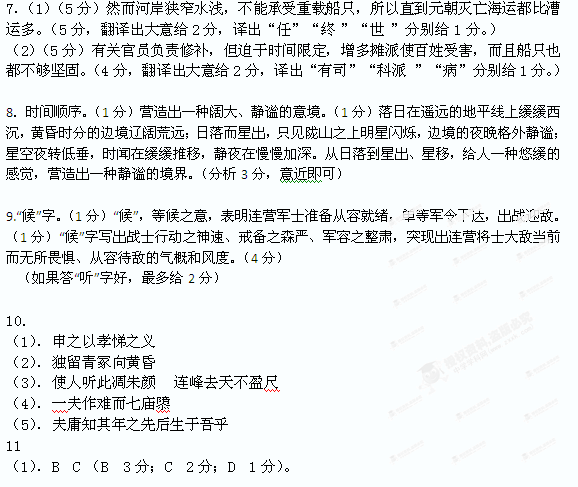 7. （1）（5 分）然而河岸狭窄水浅，不能承受重载船只，所以直到元朝灭亡海运都比漕
运多。（5 分，翻译出大意给 2 分，译出“任”“终 ”“世 ”分别给 1 分。）
（2）（5 分）有关官员负责修补，但迫于时间限定，增多摊派使百姓受害，而且船只也
都不够坚固。（4 分，翻译出大意给 2 分，译出“有司”“科派 ”“病”分别给 1 分。）
8. 时间顺序。（1 分）营造出一种阔大、静谧的意境。（1 分）落日在遥远的地平线上缓缓西
沉，黄昏时分的边境辽阔荒远；日落而星出，只见陇山之上明星闪烁，边境的夜晚格外静谧；
星空夜转低垂，时间在缓缓推移，静夜在慢慢加深。从日落到星出、星移，给人一种悠缓的
感觉，营造出一种静谧的境界。（分析 3 分，意近即可）
9.“候”字。（1 分）“候”，等候之意，表明连营军士准备从容就绪，单等军令下达，出战迎敌。
（1 分）“候”字写出战士行动之神速、戒备之森严、军容之整肃，突现出连营将士大敌当前
而无所畏惧、从容待敌的气概和风度。（4 分）
（如果答“听”字好，最多给 2 分）
10.
（1）．申之以孝悌之义
（2）．独留青冢向黄昏
（3）．使人听此凋朱颜 连峰去天不盈尺
（4）．一夫作难而七庙隳
（5）．夫庸知其年之先后生于吾乎
11
（1）．B C （B 3 分；C 2 分；D 1 分）。